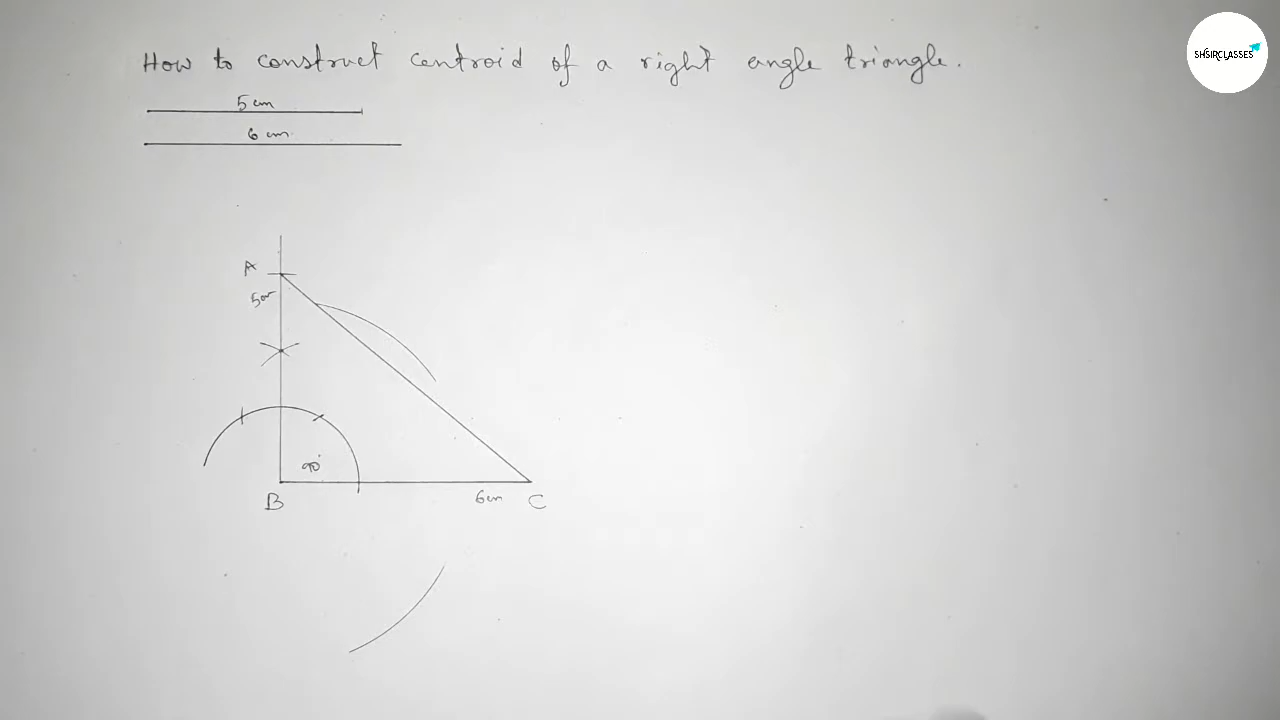 How to construct centroid of a right angle triangle.
SHSIRCLASSES
5 cm
6 cm
A
5cm
90°
B
6cm C